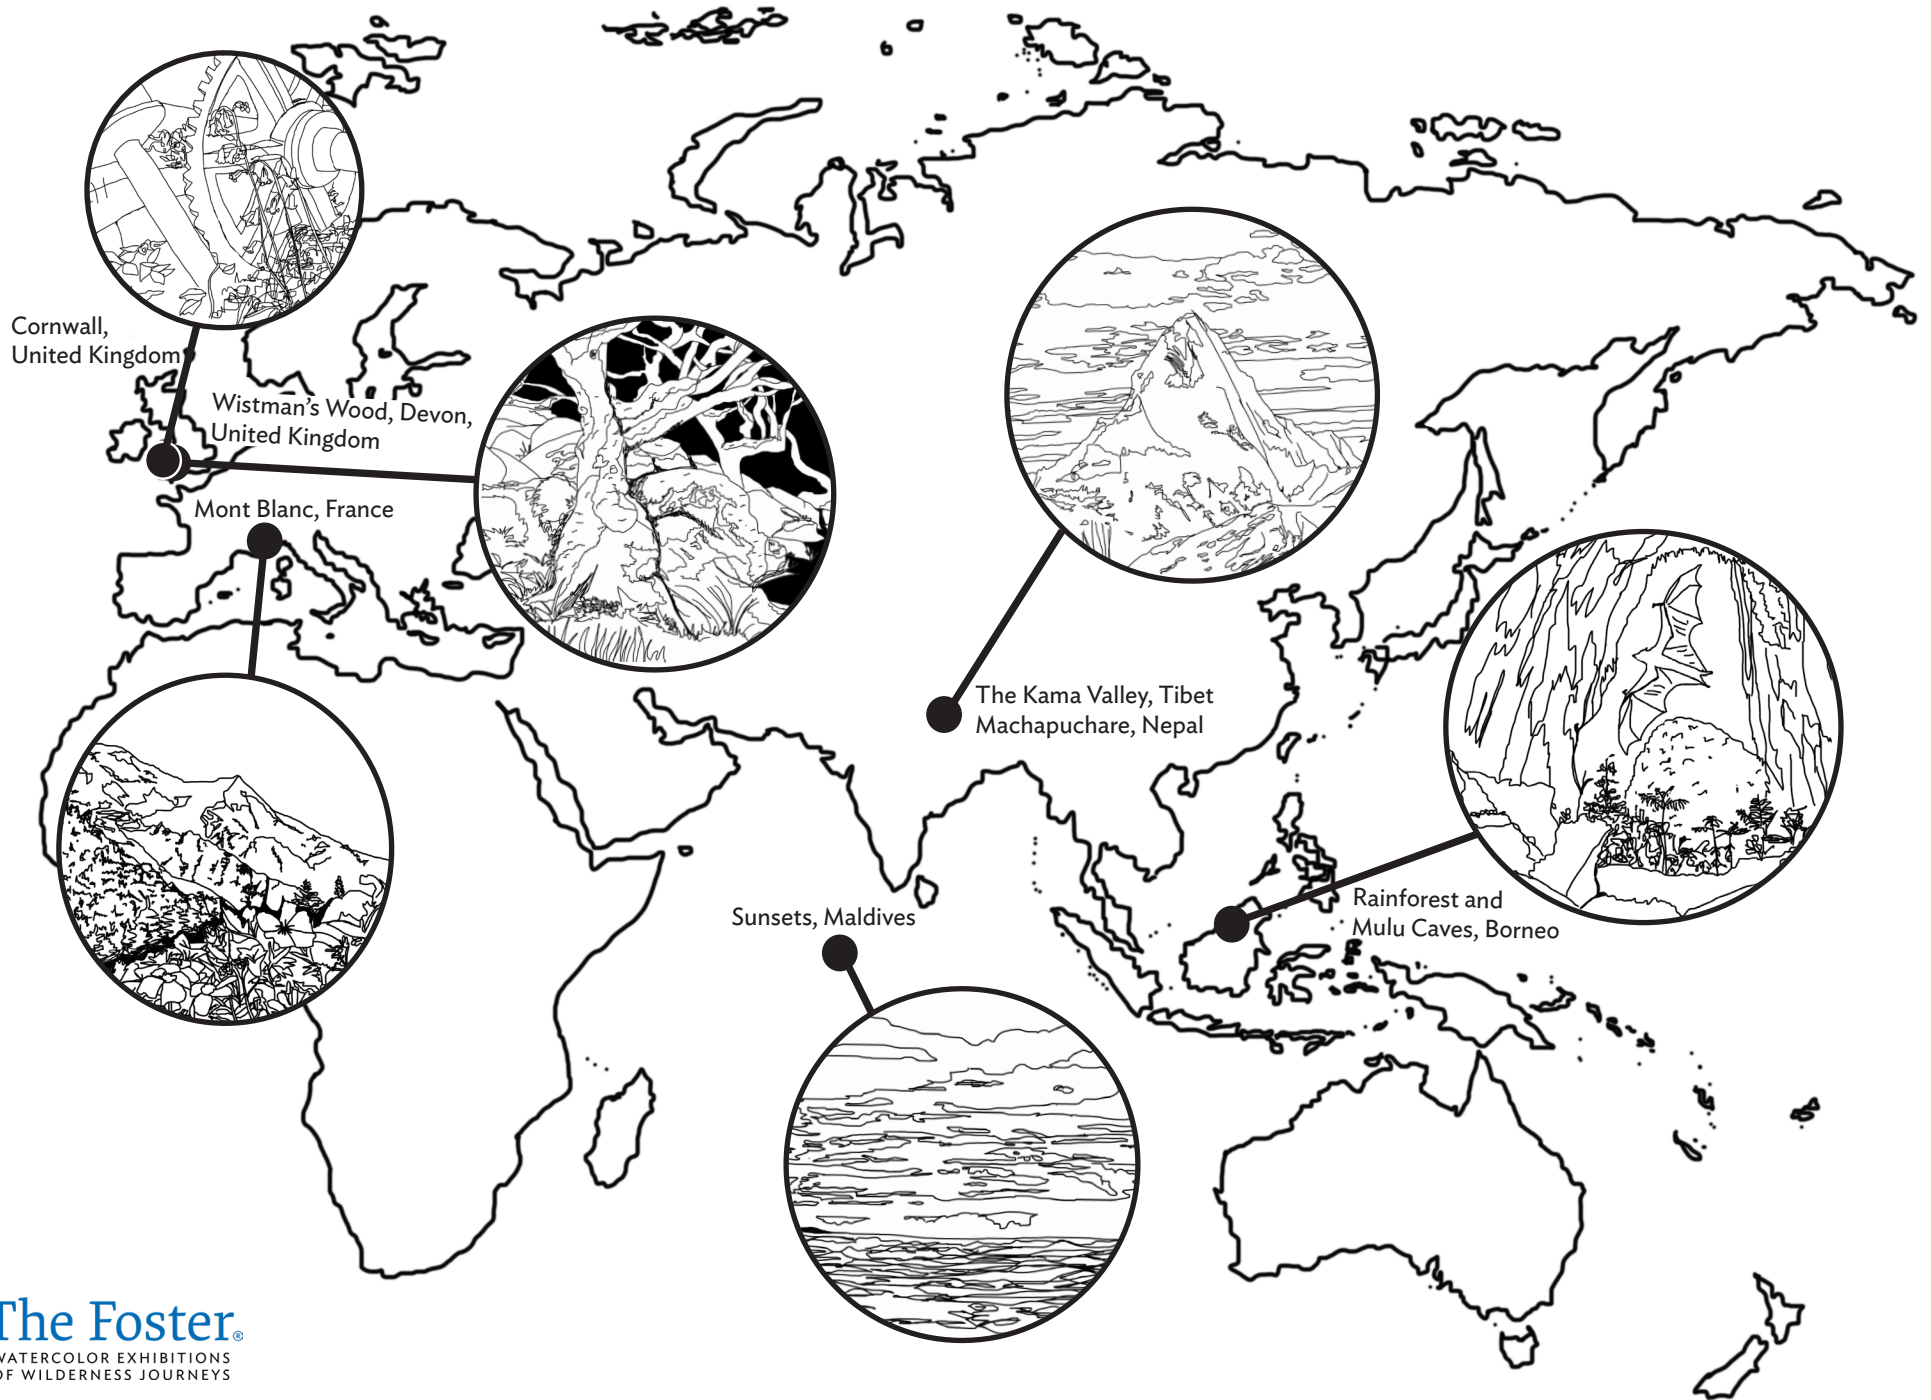 Cornwall,
United Kingdom
Wistman's Wood, Devon,
United Kingdom
Mont Blanc, France
The Kama Valley, Tibet
Machapuchare, Nepal
Sunsets, Maldives
Rainforest and
Mulu Caves, Borneo
The Foster®
WATERCOLOR EXHIBITIONS
OF WILDERNESS JOURNEYS